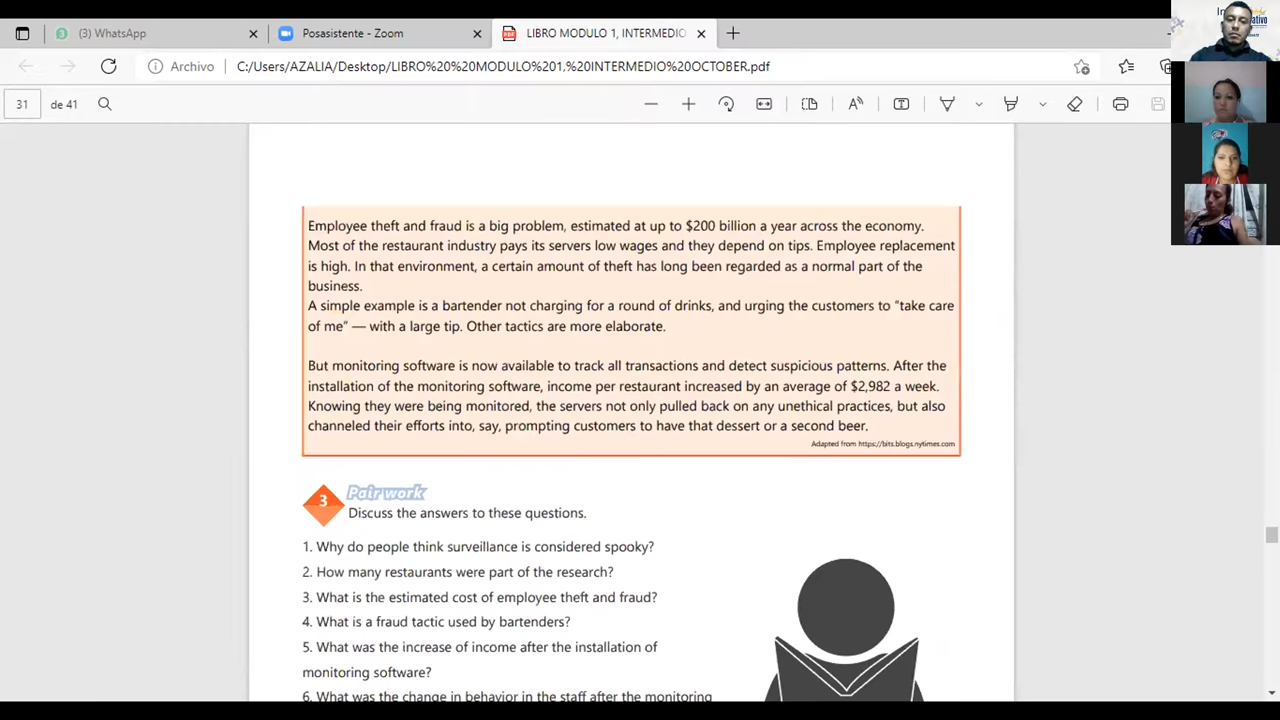 (3) WhatsApp
Posasistente - Zoom
LIBRO MODULO 1, INTERMEDIO
Archivo
C:/Users/AZALIA/Desktop/LIBRO%20%20MODULO%201,%20INTERMEDIO%20OCTOBER.pdf
31
de 41
Employee theft and fraud is a big problem, estimated at up to $200 billion a year across the economy.
Most of the restaurant industry pays its servers low wages and they depend on tips. Employee replacement
is high. In that environment, a certain amount of theft has long been regarded as a normal part of the
business.
A simple example is a bartender not charging for a round of drinks, and urging the customers to “take care
of me” — with a large tip. Other tactics are more elaborate.
But monitoring software is now available to track all transactions and detect suspicious patterns. After the
installation of the monitoring software, income per restaurant increased by an average of $2,982 a week.
Knowing they were being monitored, the servers not only pulled back on any unethical practices, but also
channeled their efforts into, say, prompting customers to have that dessert or a second beer.
Adapted from https://bits.blogs.nytimes.com
3
Pair work
Discuss the answers to these questions.
1. Why do people think surveillance is considered spooky?
2. How many restaurants were part of the research?
3. What is the estimated cost of employee theft and fraud?
4. What is a fraud tactic used by bartenders?
5. What was the increase of income after the installation of
monitoring software?
6. What was the change in behavior in the staff after the monitoring